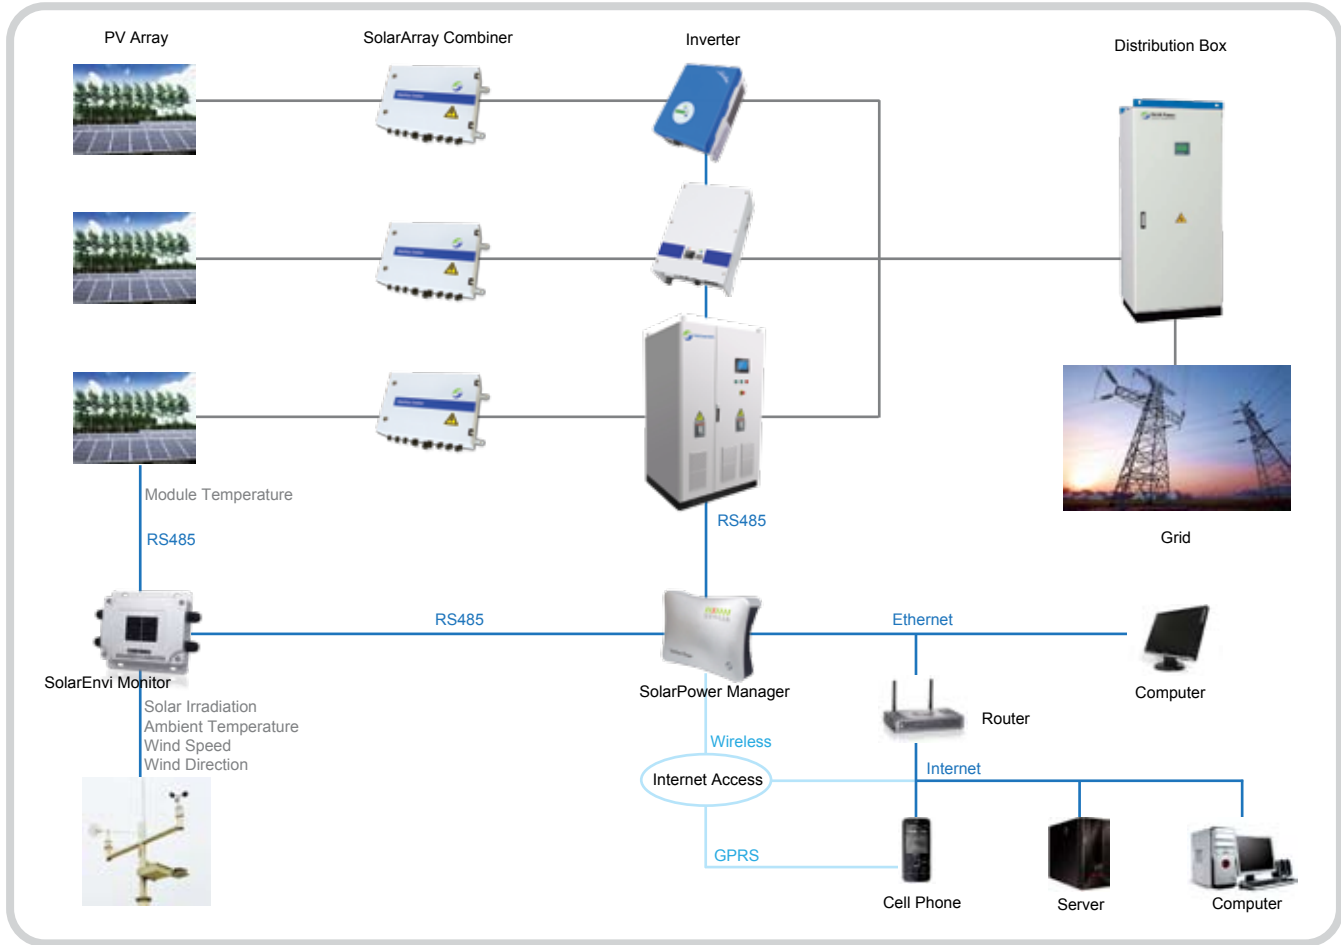 PV Array
SolarArray Combiner
Inverter
Distribution Box
Module Temperature
RS485
RS485
Grid
RS485
Ethernet
SolarEnvi Monitor
SolarPower Manager
Computer
Solar Irradiation
Ambient Temperature
Wind Speed
Wind Direction
Router
Wireless
Internet Access
Internet
GPRS
Cell Phone
Server
Computer